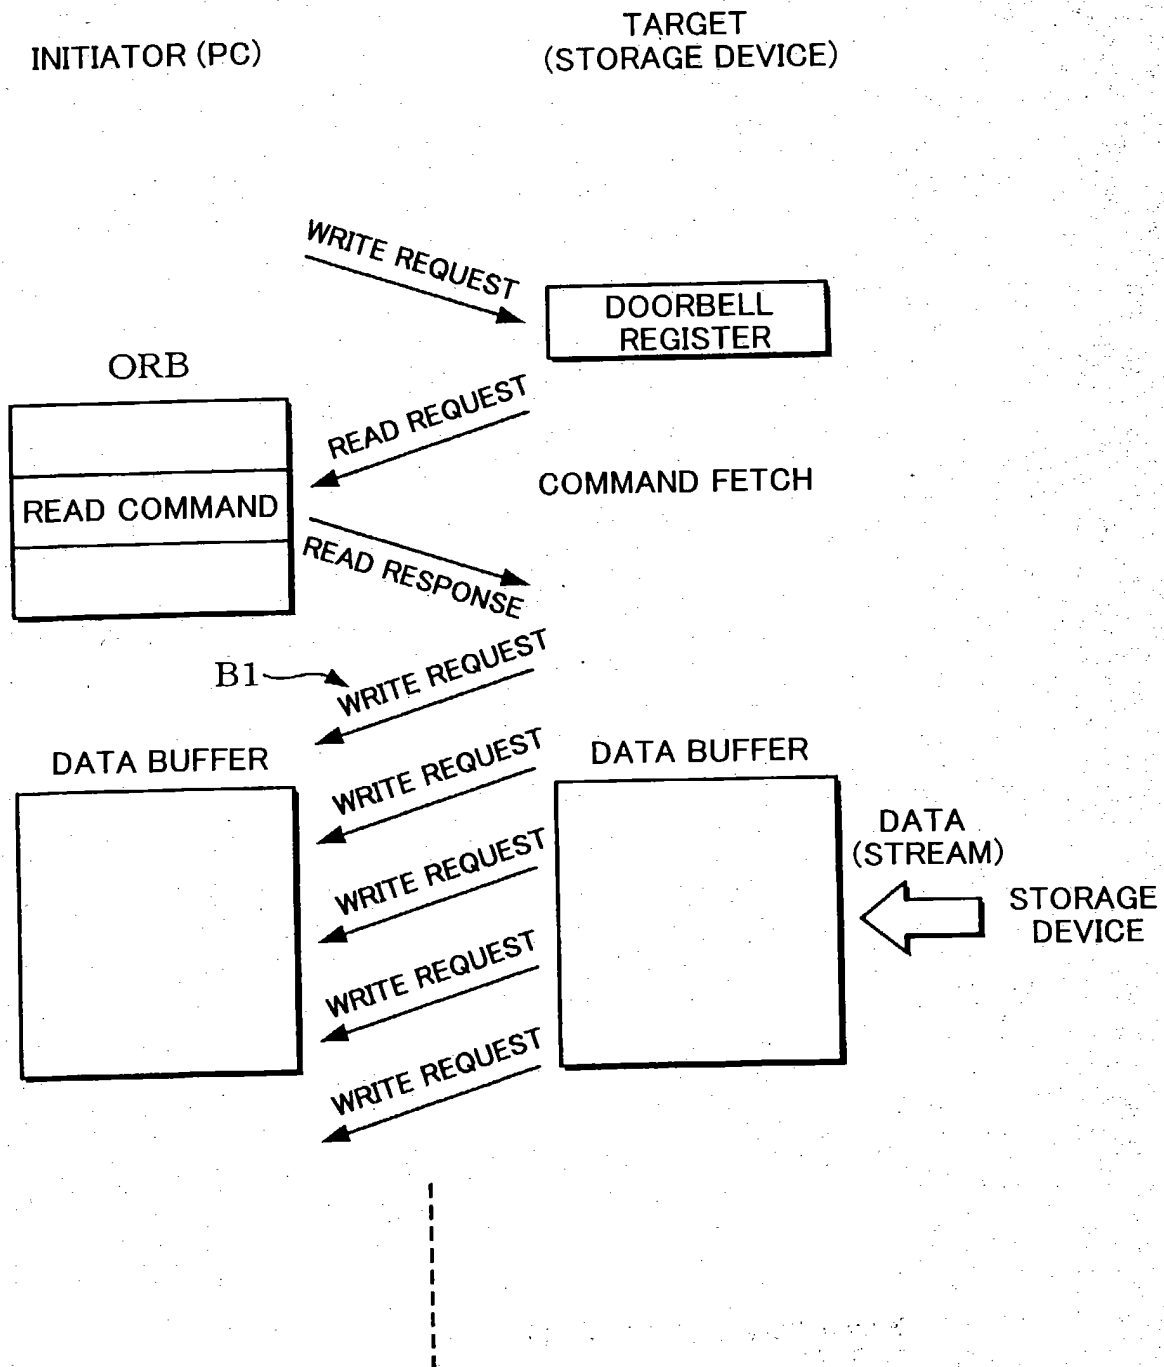 INITIATOR (PC)
TARGET
(STORAGE DEVICE)
WRITE REQUEST
DOORBELL
REGISTER
ORB
READ REQUEST
READ COMMAND
COMMAND FETCH
READ RESPONSE
B1
WRITE REQUEST
DATA BUFFER
WRITE REQUEST
DATA BUFFER
WRITE REQUEST
DATA
(STREAM)
STORAGE
DEVICE
WRITE REQUEST
WRITE REQUEST